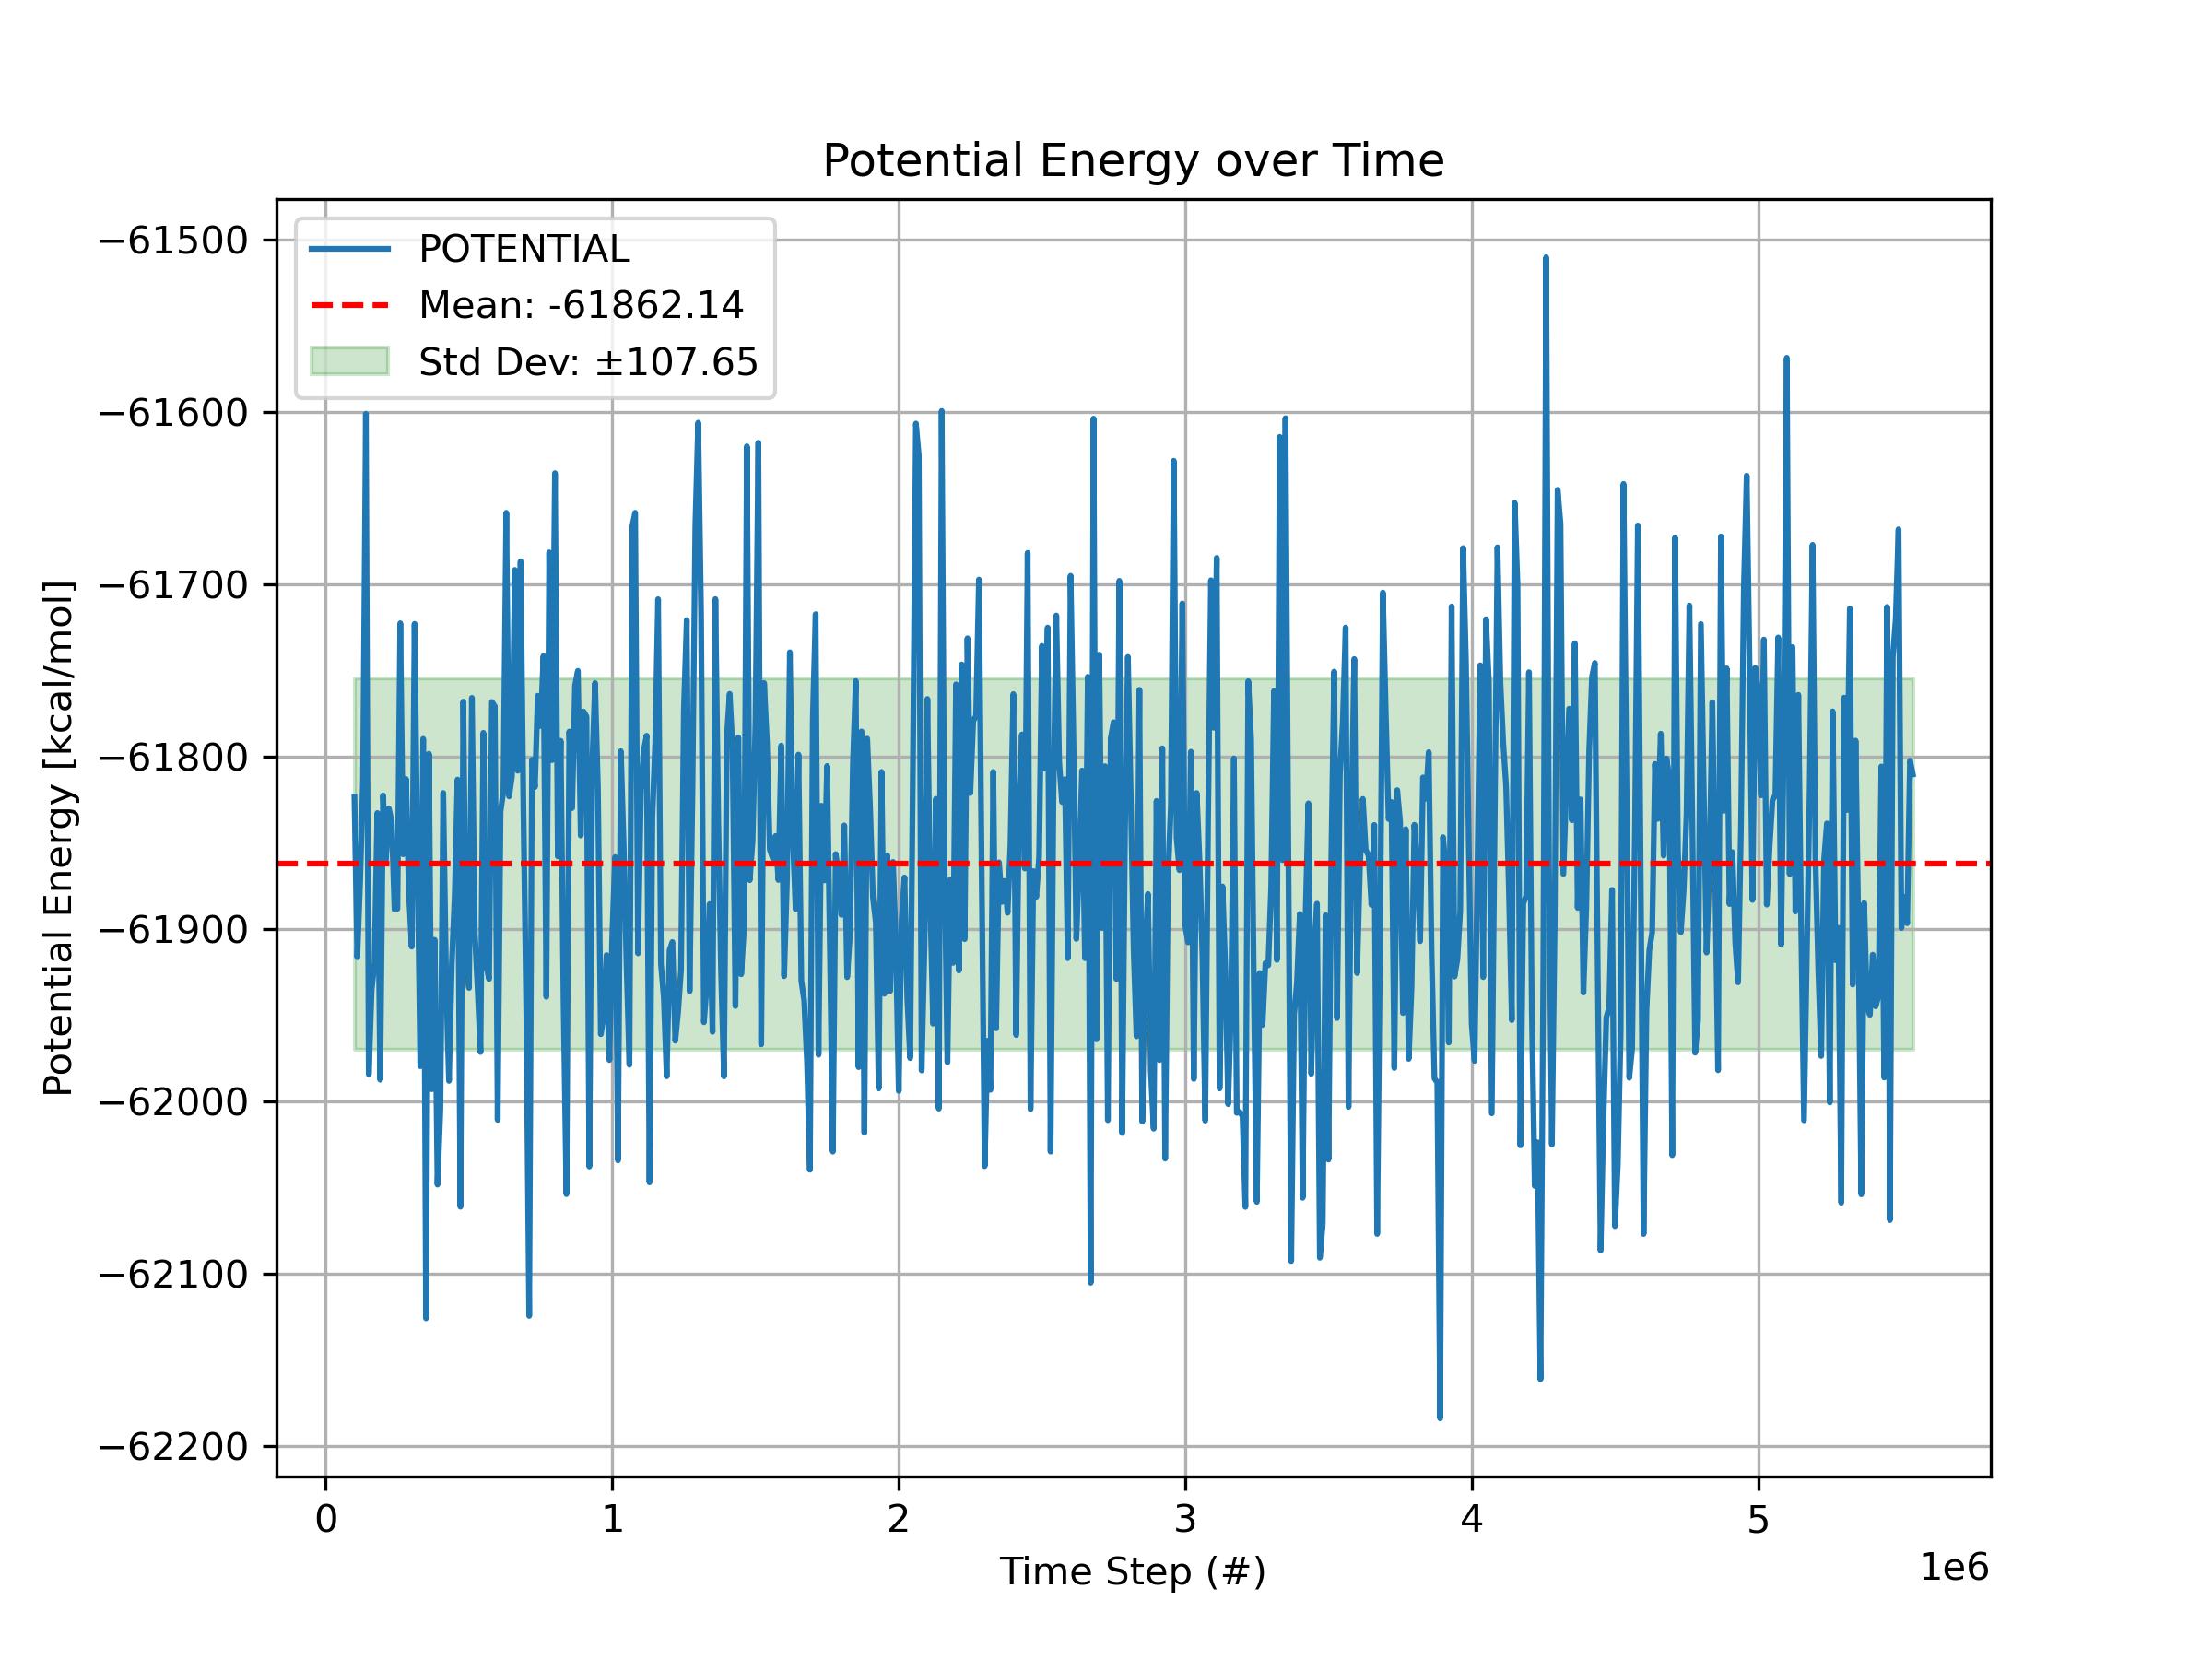 Potential Energy over Time
POTENTIAL
Mean: -61862.14
Std Dev: ±107.65
Potential Energy [kcal/mol]
−61500
−61600
−61700
−61800
−61900
−62000
−62100
−62200
0 1 2 3 4 5
1e6
Time Step (#)